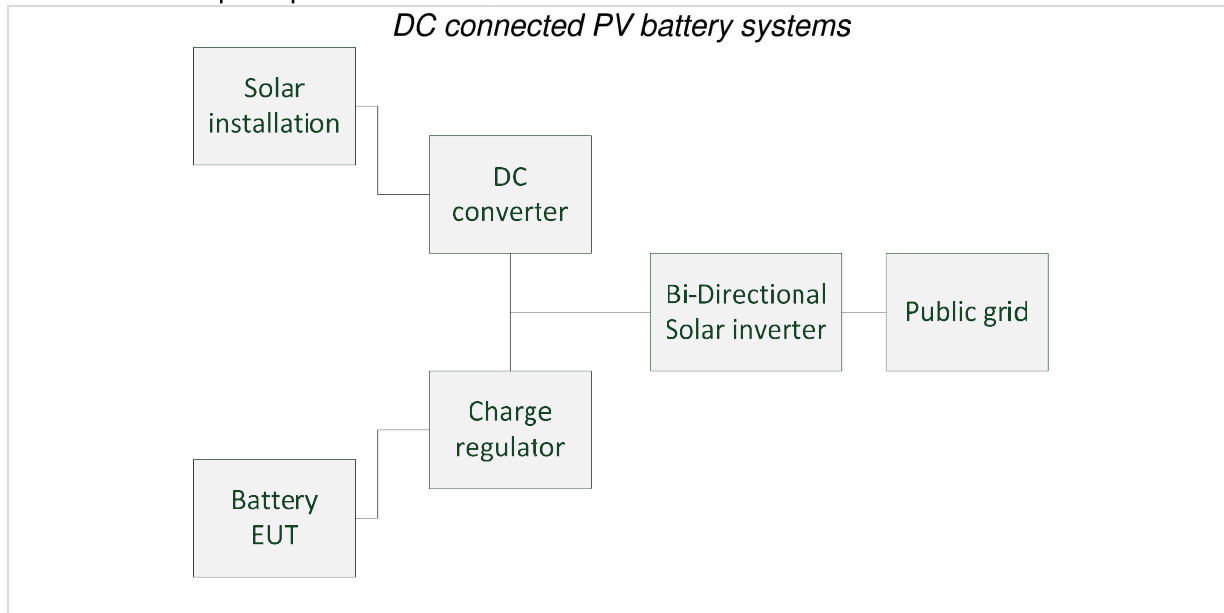 DC connected PV battery systems
Solar
installation
DC
converter
Bi-Directional
Solar inverter
Public grid
Charge
regulator
Battery
EUT